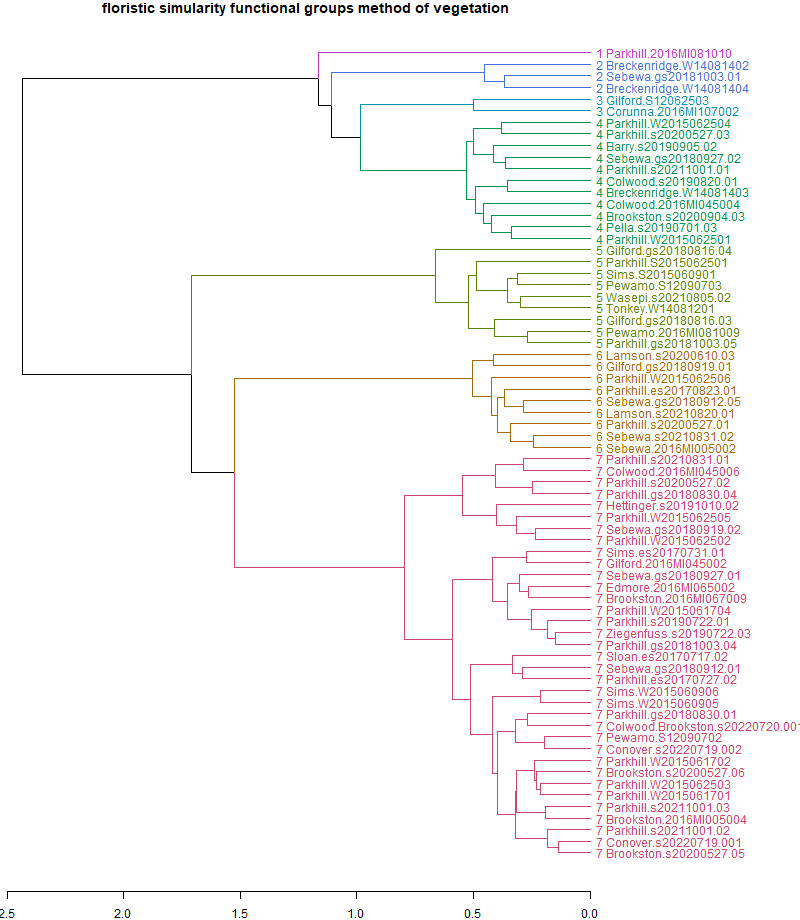 floristic simularity functional groups method of vegetation
1 Parkhill.2016MI081010
2 Breckenridge.W14081402
2 Sebewa.gs20181003.01
2 Breckenridge.W14081404
3 Gilford.S12062503
3 Corunna.2016MI107002
4 Parkhill.W2015062504
4 Parkhill.s20200527.03
4 Barry.s20190905.02
4 Sebewa.gs20180927.02
4 Parkhill.s20211001.01
4 Colwood.s20190820.01
4 Breckenridge.W14081403
4 Colwood.2016MI045004
4 Brookston.s20200904.03
4 Pella.s20190701.03
4 Parkhill.W2015062501
5 Gilford.gs20180816.04
5 Parkhill.S2015062501
5 Sims.S2015060901
5 Pewamo.S12090703
5 Wasepi.s20210805.02
5 Tonkey.W14081201
5 Gilford.gs20180816.03
5 Pewamo.2016MI081009
5 Parkhill.gs20181003.05
6 Lamson.s20200610.03
6 Gilford.gs20180919.01
6 Parkhill.W2015062506
6 Parkhill.es20170823.01
6 Sebewa.gs20180912.05
6 Lamson.s20210820.01
6 Parkhill.s20200527.01
6 Sebewa.s20210831.02
6 Sebewa.2016MI005002
7 Parkhill.s20210831.01
7 Colwood.2016MI045006
7 Parkhill.s20200527.02
7 Parkhill.gs20180830.04
7 Hettinger.s20191010.02
7 Parkhill.W2015062505
7 Sebewa.gs20180919.02
7 Parkhill.W2015062502
7 Sims.es20170731.01
7 Gilford.2016MI045002
7 Sebewa.gs20180927.01
7 Edmore.2016MI065002
7 Brookston.2016MI067009
7 Parkhill.W2015061704
7 Parkhill.s20190722.01
7 Ziegenfuss.s20190722.03
7 Parkhill.gs20181003.04
7 Sloan.es20170717.02
7 Sebewa.gs20180912.01
7 Parkhill.es20170727.02
7 Sims.W2015060906
7 Sims.W2015060905
7 Parkhill.gs20180830.01
7 Colwood.Brookston.s20220720.001
7 Pewamo.S12090702
7 Conover.s20220719.002
7 Parkhill.W2015061702
7 Brookston.s20200527.06
7 Parkhill.W2015062503
7 Parkhill.W2015061701
7 Parkhill.s20211001.03
7 Brookston.2016MI005004
7 Parkhill.s20211001.02
7 Conover.s20220719.001
7 Brookston.s20200527.05
2.5 2.0 1.5 1.0 0.5 0.0